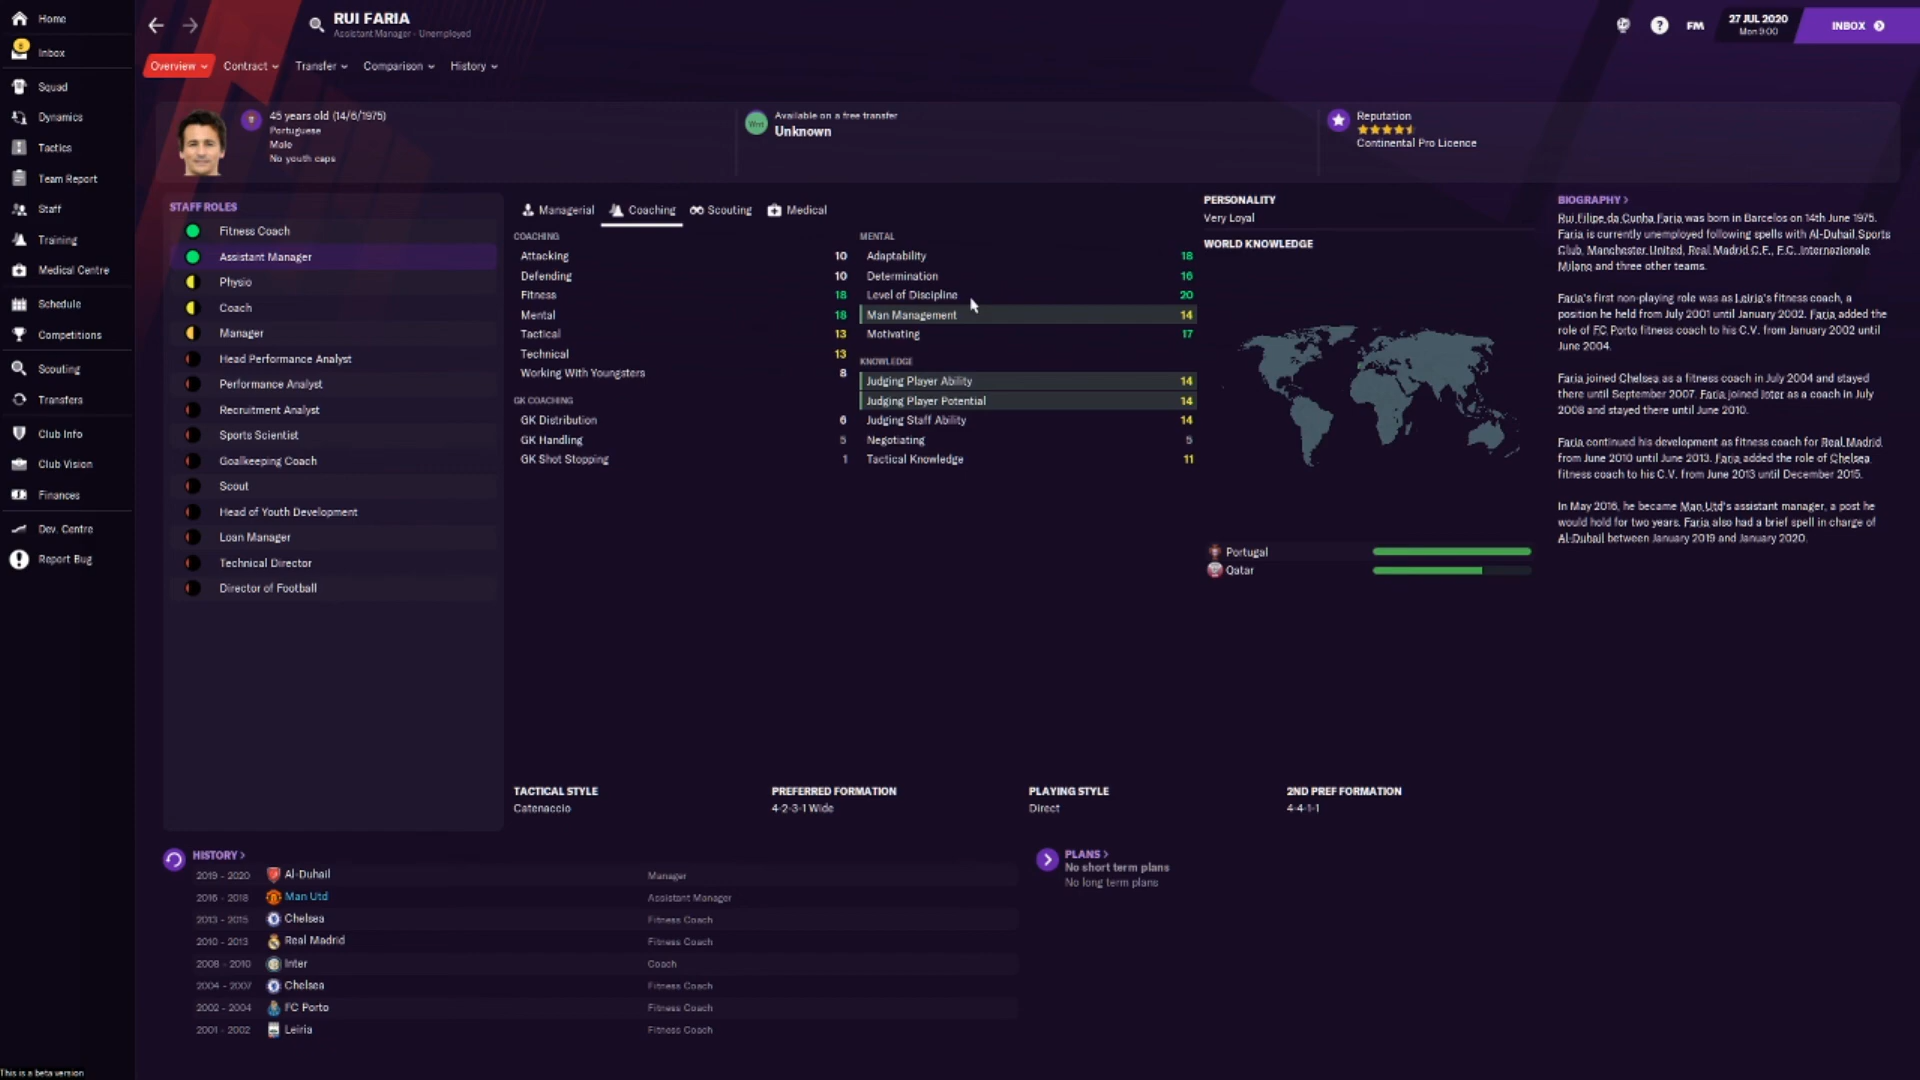 RUI FARIA
Assistant Manager - Unemployed
FM
27 JUL 2020
Mon 9:00
INBOX
Home
Inbox
Squad
Dynamics
Tactics
Team Report
Staff
Training
Medical Centre
Schedule
Competitions
Scouting
Transfers
Club Info
Club Vision
Finances
Dev. Centre
Report Bug
This is a beta version
Overview
Contract
Transfer
Comparison
History
45 years old (14/6/1975)
Portuguese
Male
No youth caps
Wnt
Available on a free transfer
Unknown
Reputation
Continental Pro Licence
STAFF ROLES
Fitness Coach
Assistant Manager
Physio
Coach
Manager
Head Performance Analyst
Performance Analyst
Recruitment Analyst
Sports Scientist
Goalkeeping Coach
Scout
Head of Youth Development
Loan Manager
Technical Director
Director of Football
Managerial Coaching Scouting Medical
COACHING
Attacking 10
Defending 10
Fitness 18
Mental 18
Tactical 13
Technical 13
Working With Youngsters 8
GK COACHING
GK Distribution 6
GK Handling 5
GK Shot Stopping 1
MENTAL
Adaptability 18
Determination 16
Level of Discipline 20
Man Management 14
Motivating 17
KNOWLEDGE
Judging Player Ability 14
Judging Player Potential 14
Judging Staff Ability 14
Negotiating 5
Tactical Knowledge 11
PERSONALITY
Very Loyal
WORLD KNOWLEDGE
Portugal
Qatar
BIOGRAPHY >
Rui Filipe da Cunha Faria was born in Barcelos on 14th June 1975.
Faria is currently unemployed following spells with Al-Duhail Sports
Club, Manchester United, Real Madrid C.F., F.C. Internazionale
Milano and three other teams.
Faria's first non-playing role was as Leiria's fitness coach, a
position he held from July 2001 until January 2002. Faria added the
role of FC Porto fitness coach to his C.V. from January 2002 until
June 2004.
Faria joined Chelsea as a fitness coach in July 2004 and stayed
there until September 2007. Faria joined Inter as a coach in July
2008 and stayed there until June 2010.
Faria continued his development as fitness coach for Real Madrid
from June 2010 until June 2013. Faria added the role of Chelsea
fitness coach to his C.V. from June 2013 until December 2015.
In May 2016, he became Man Utd's assistant manager, a post he
would hold for two years. Faria also had a brief spell in charge of
Al-Duhail between January 2019 and January 2020.
TACTICAL STYLE
Catenaccio
PREFERRED FORMATION
4-2-3-1 Wide
PLAYING STYLE
Direct
2ND PREF FORMATION
4-4-1-1
HISTORY >
2019 - 2020 Al-Duhail Manager
2016 - 2018 Man Utd Assistant Manager
2013 - 2015 Chelsea Fitness Coach
2010 - 2013 Real Madrid Fitness Coach
2008 - 2010 Inter Coach
2004 - 2007 Chelsea Fitness Coach
2002 - 2004 FC Porto Fitness Coach
2001 - 2002 Leiria Fitness Coach
PLANS >
No short term plans
No long term plans